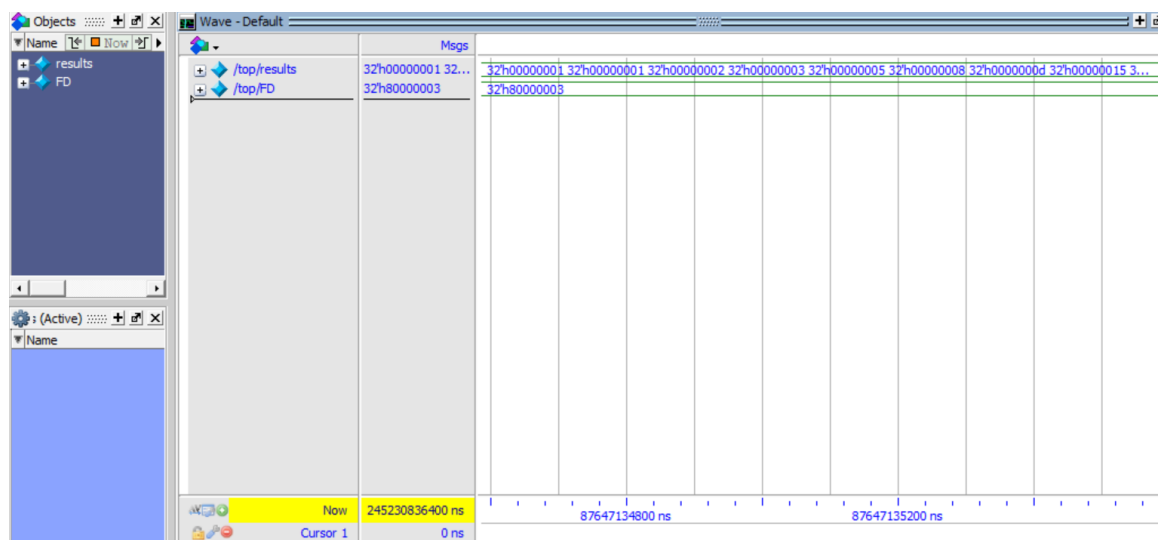 Objects
Name Now
results
FD
: (Active)
Name
Wave - Default
Msgs
/top/results 32'h00000001 32... 32'h00000001 32'h00000001 32'h00000002 32'h00000003 32'h00000005 32'h00000008 32'h0000000d 32'h00000015 3...
/top/FD 32'h80000003 32'h80000003
Now 245230836400 ns 87647134800 ns 87647135200 ns
Cursor 1 0 ns